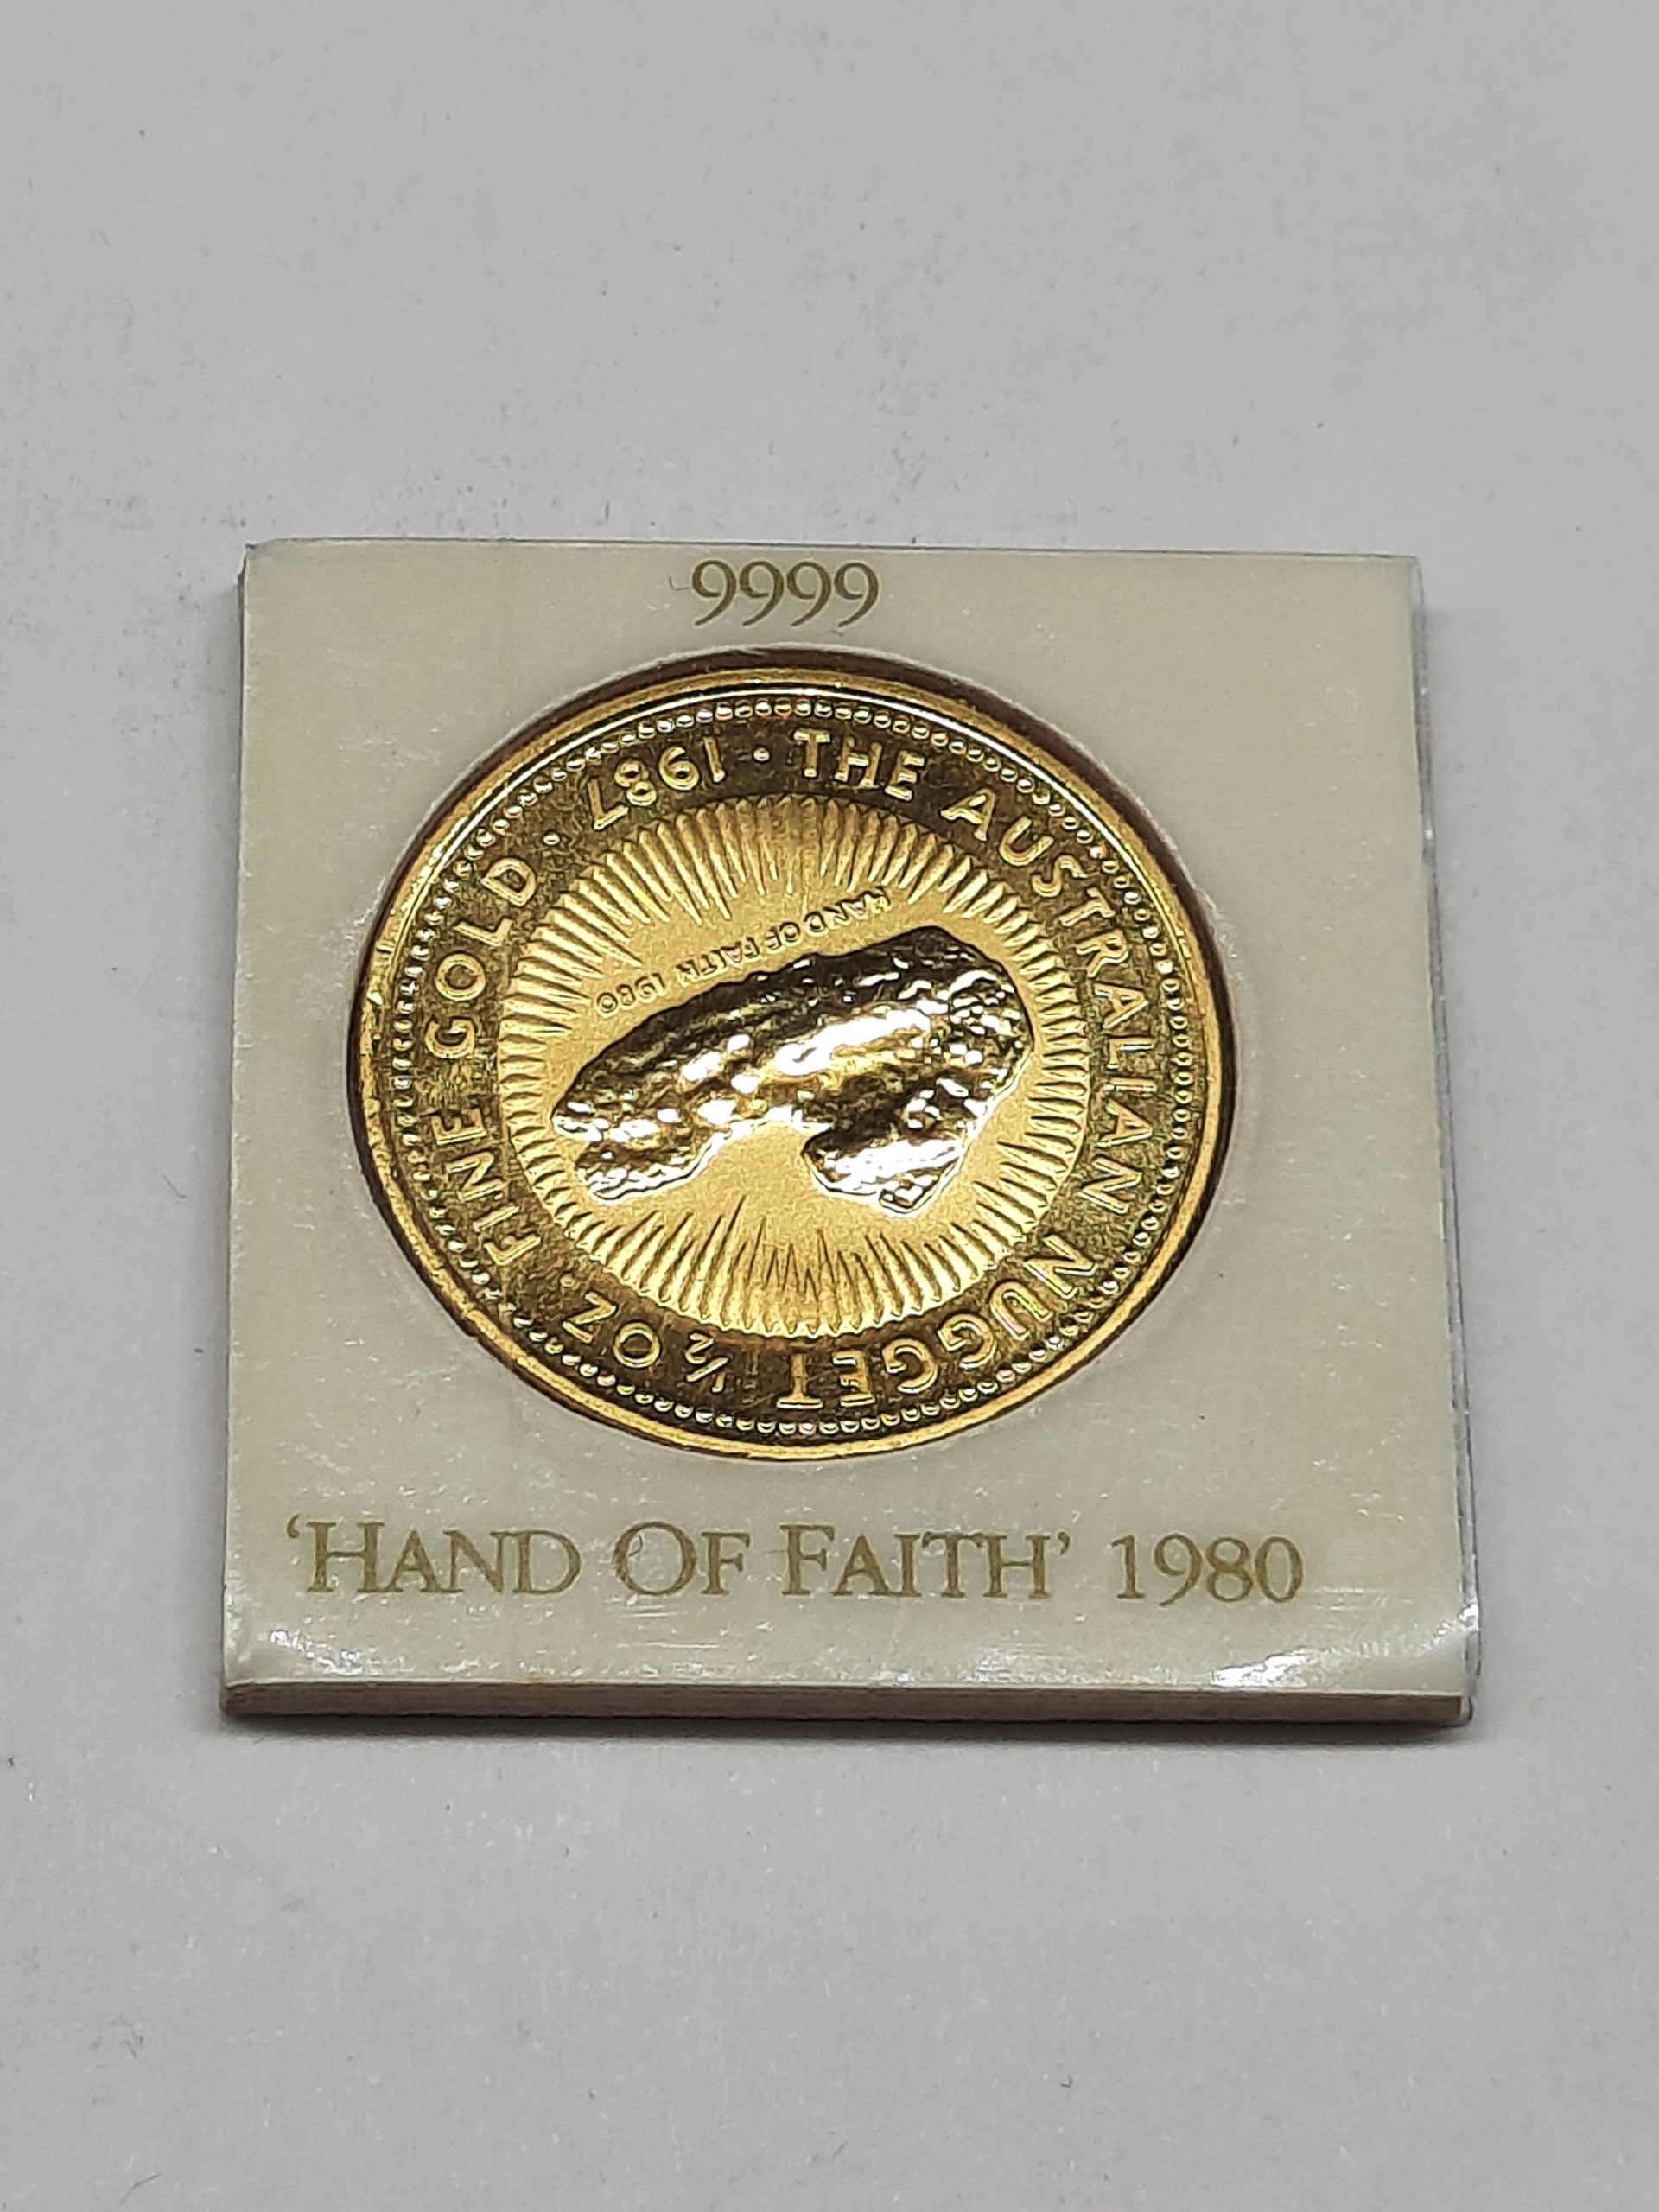 9999
THE AUSTRALIAN NUGGET ½ OZ · FINE GOLD · 1987 ·
HAND OF FAITH 1980
'HAND OF FAITH' 1980